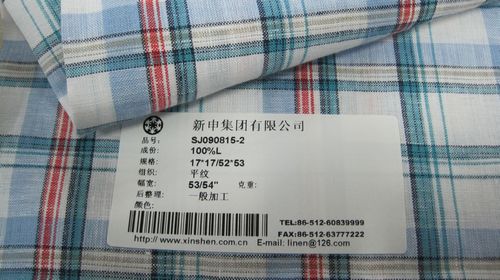 新申集团有限公司
品号: SJ090815-2
成份: 100%L
规格: 17*17/52*53
组织: 平纹
幅宽: 53/54" 克重:
后整理: 一般加工
颜色:
TEL:86-512-60839999
FAX:86-512-63777222
http://www.xinshen.com.cn E-mail: linen@126.com